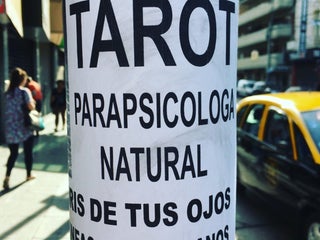 TAROT
PARAPSICOLOGA
NATURAL
RIS DE TUS OJOS